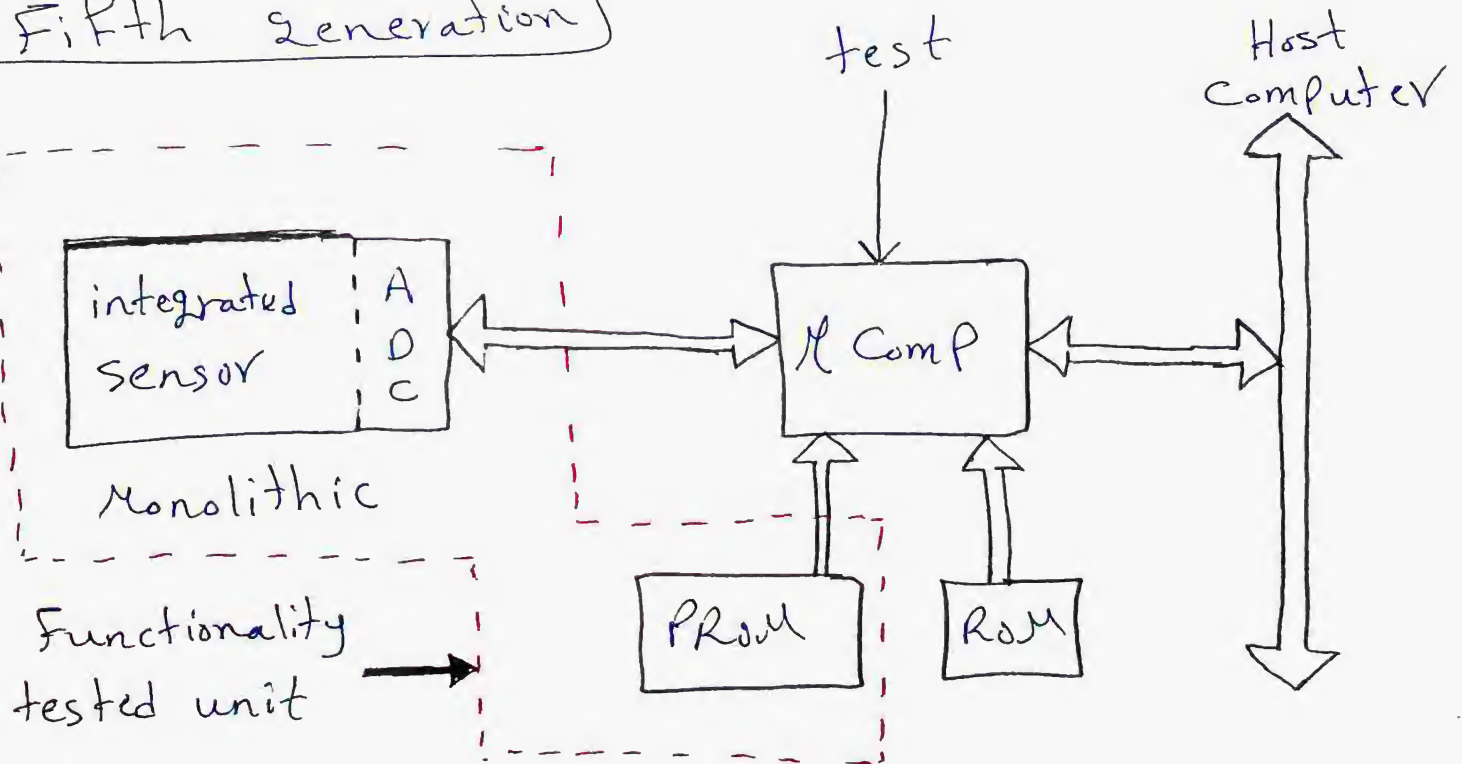 Fifth Generation
test
Host
Computer
integrated
sensor
A
D
C
μ Comp
Monolithic
Functionality
tested unit
PROM
ROM